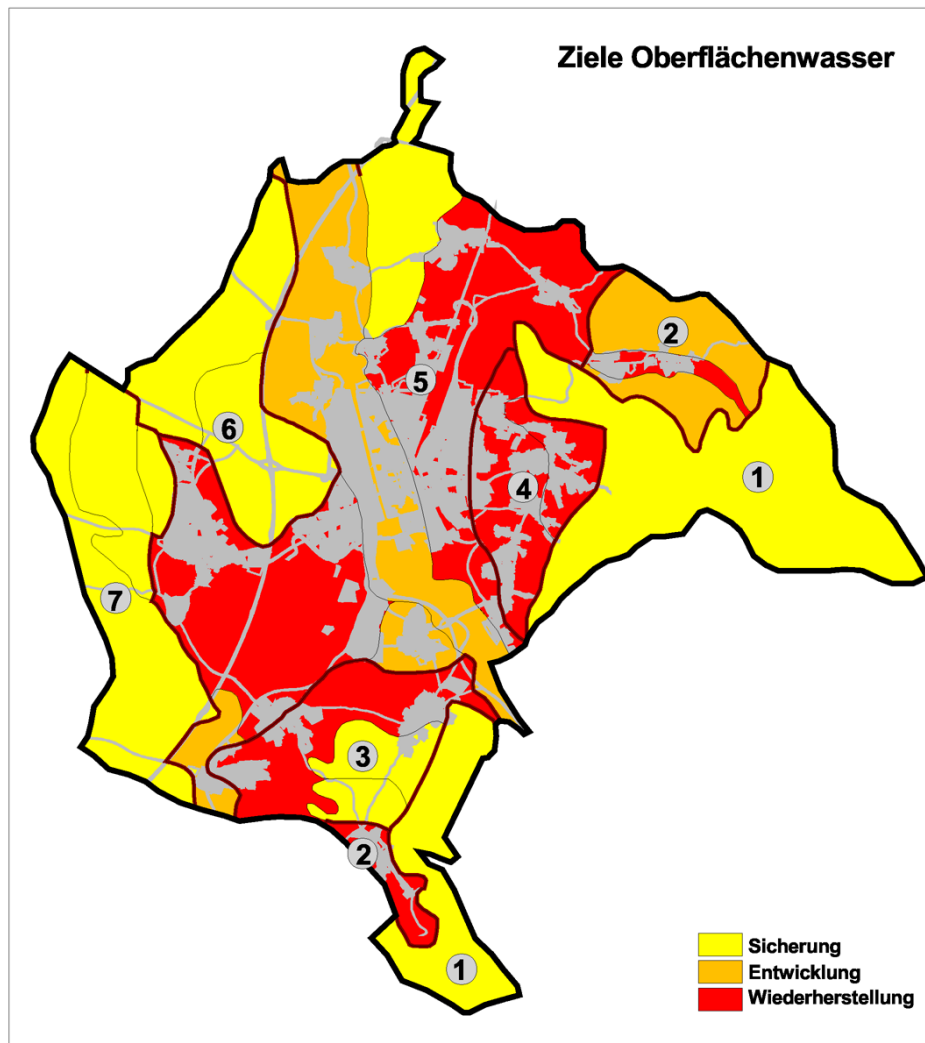 Ziele Oberflächenwasser
2
5
6
1
4
7
3
2
1
Sicherung
Entwicklung
Wiederherstellung